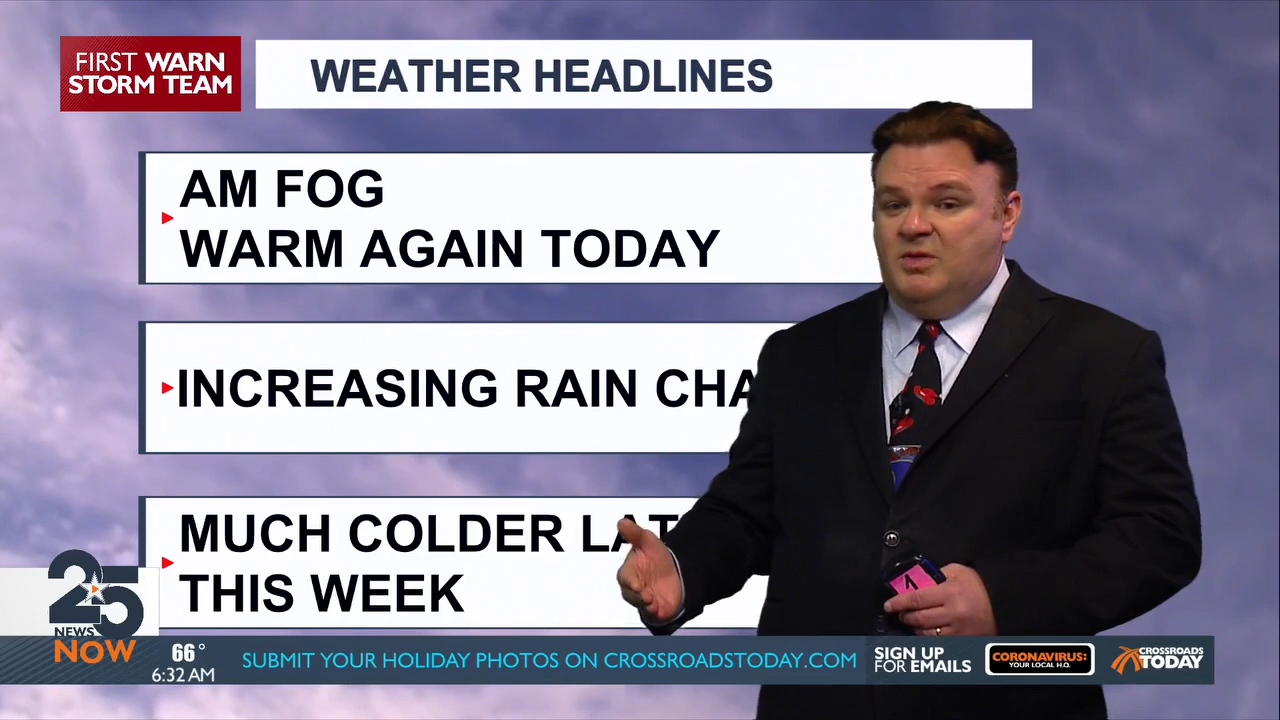 FIRST WARN
STORM TEAM
WEATHER HEADLINES
AM FOG
WARM AGAIN TODAY
INCREASING RAIN CHA
MUCH COLDER LAT
THIS WEEK
25
NEWS
NOW
66°
6:32 AM
SUBMIT YOUR HOLIDAY PHOTOS ON CROSSROADSTODAY.COM
SIGN UP
FOR EMAILS
CORONAVIRUS:
YOUR LOCAL H.Q.
CROSSROADS
TODAY